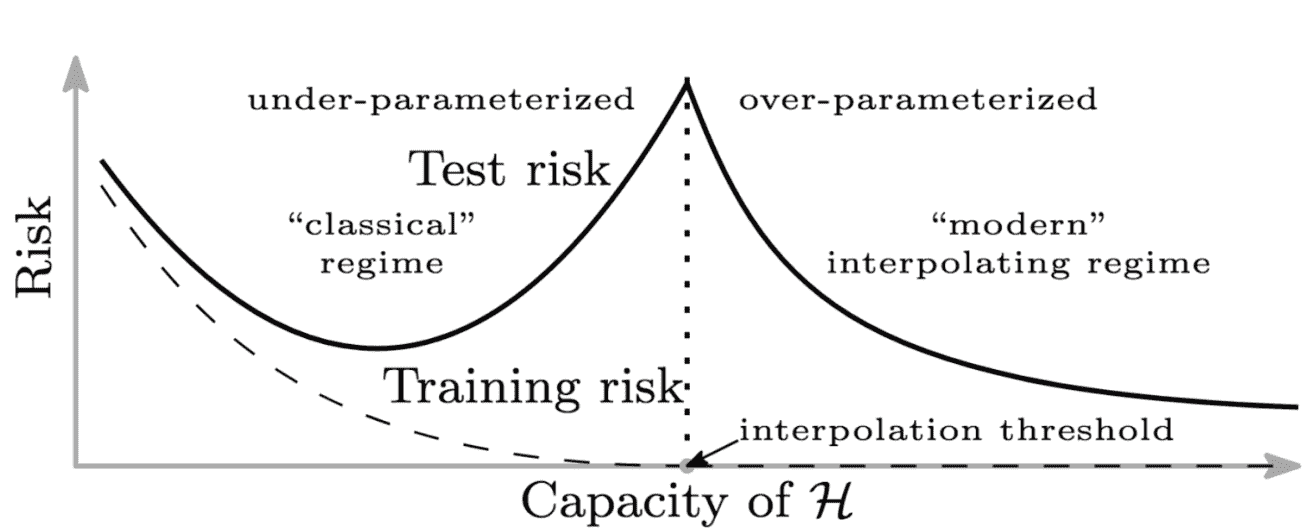 under-parameterized
over-parameterized
Test risk
“classical”
regime
“modern”
interpolating regime
Risk
Training risk
interpolation threshold
Capacity of ℋ